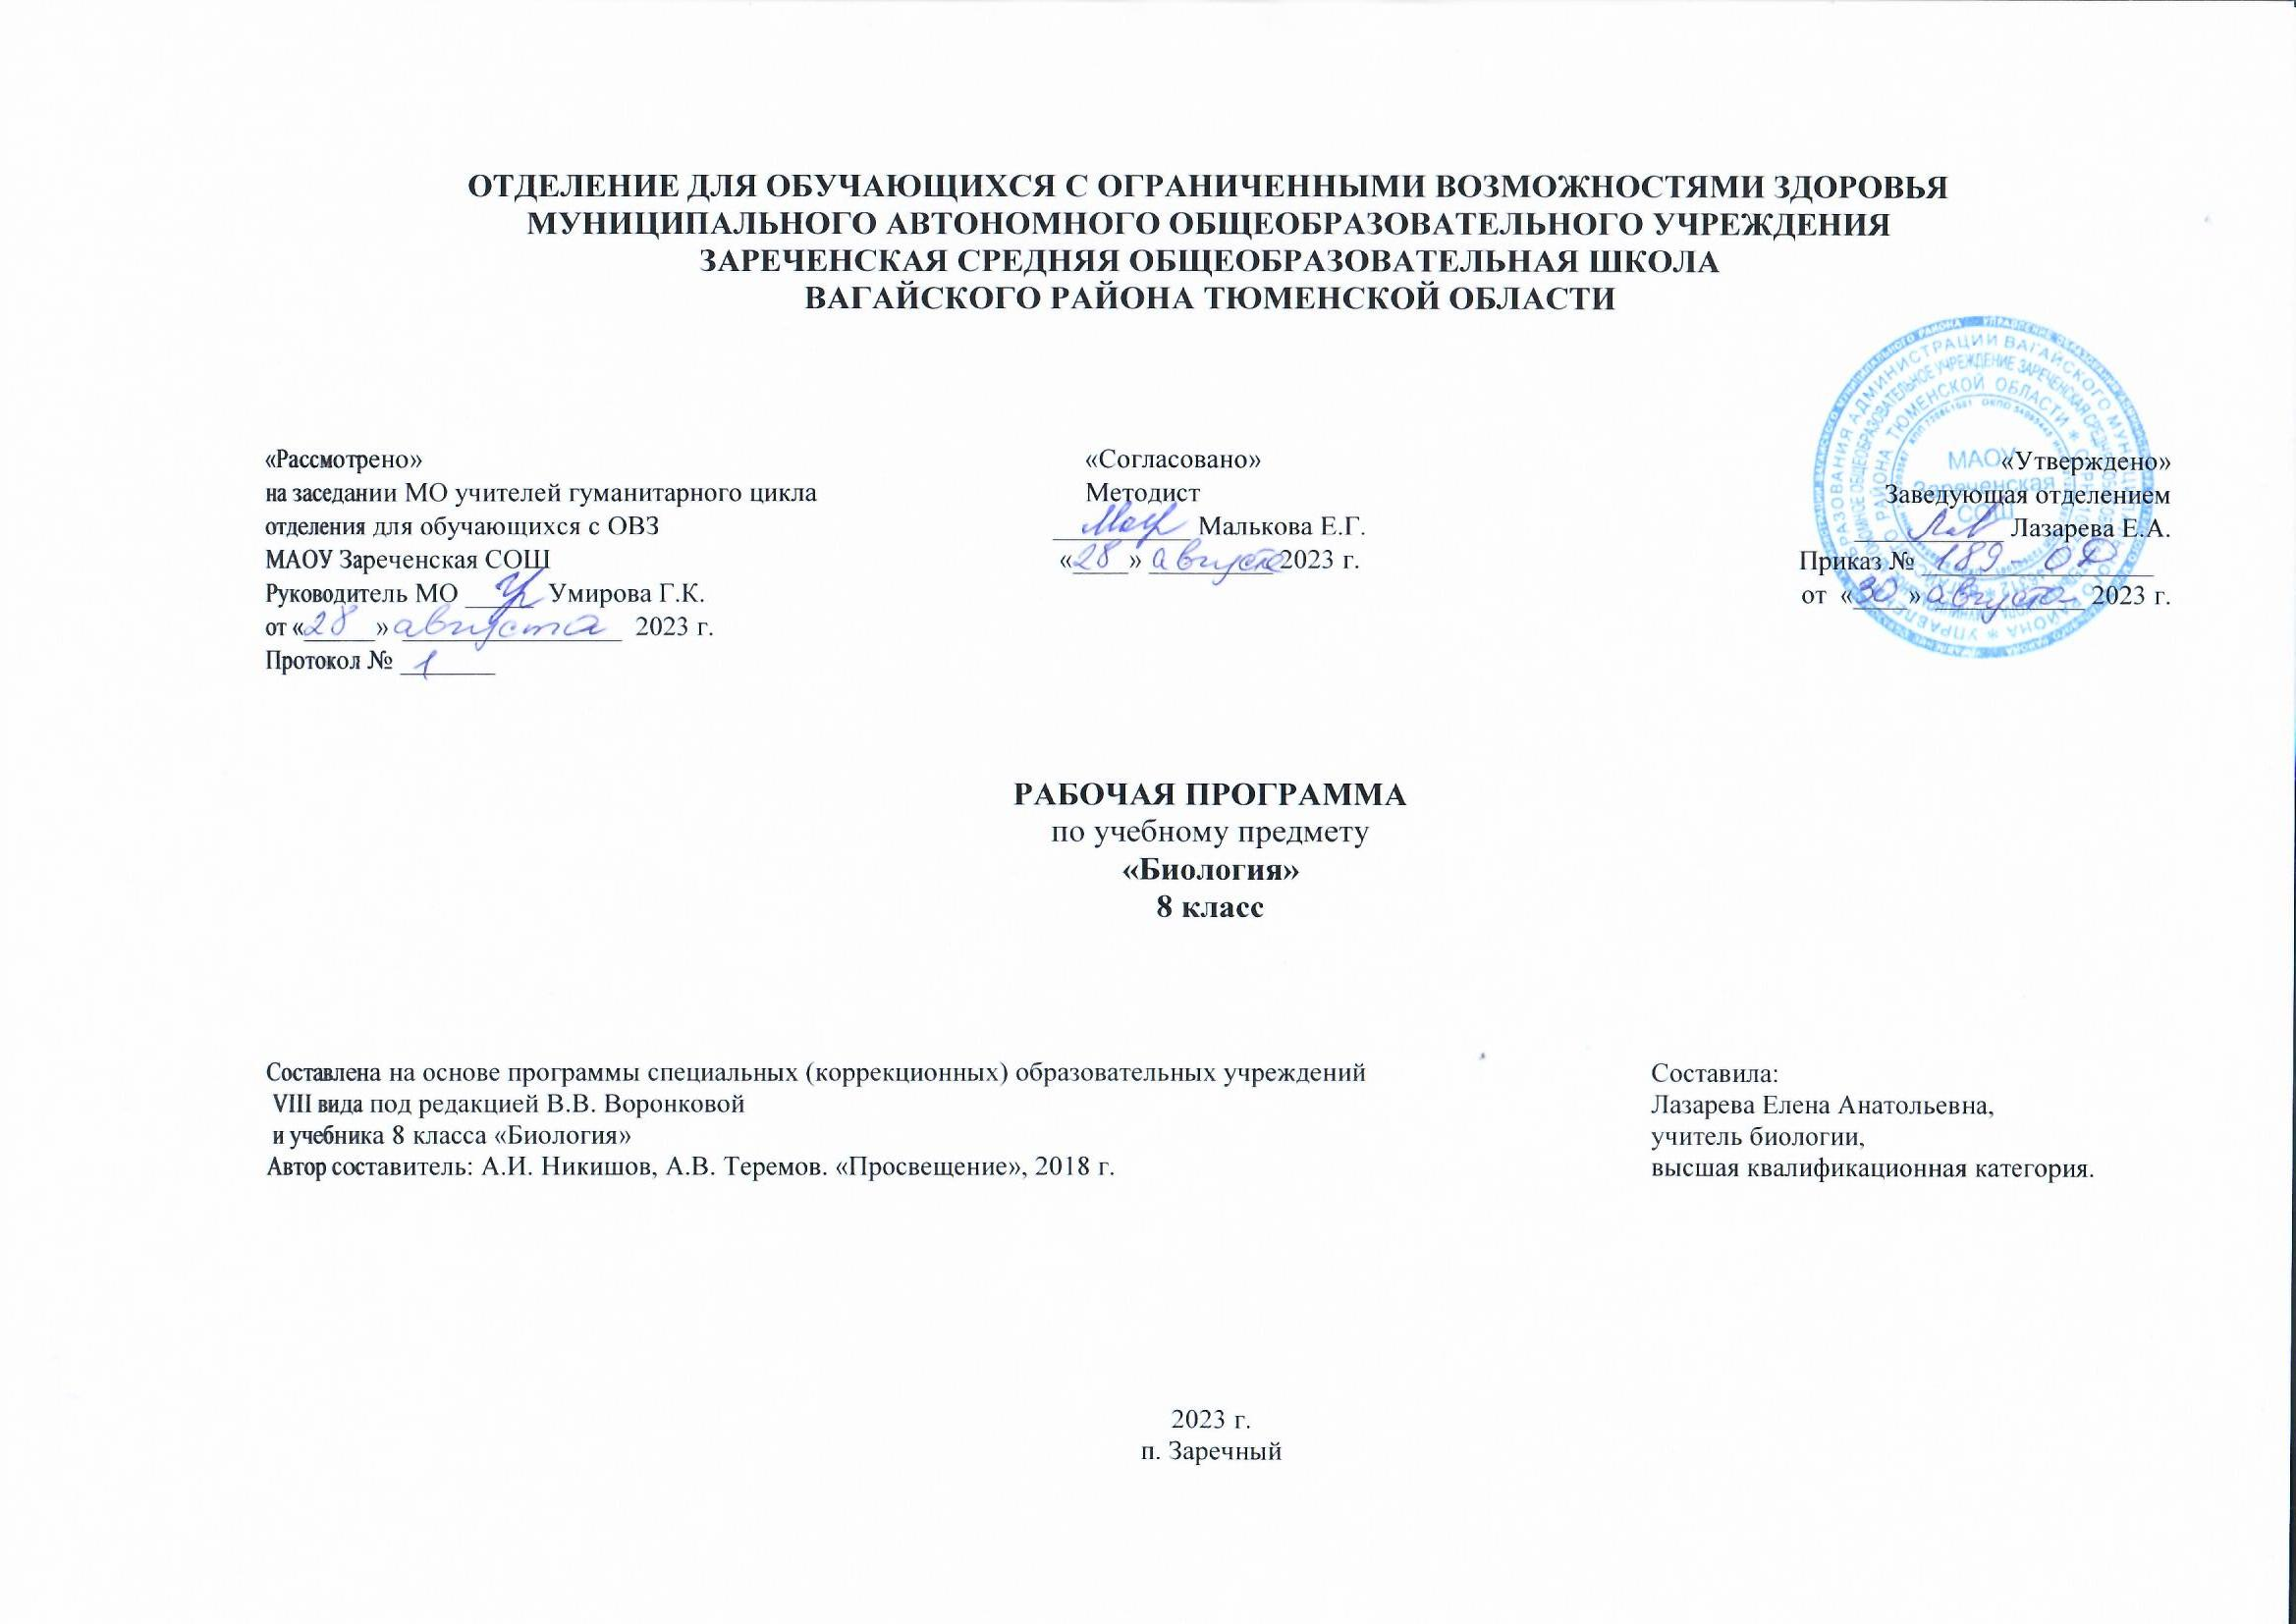 ОТДЕЛЕНИЕ ДЛЯ ОБУЧАЮЩИХСЯ С ОГРАНИЧЕННЫМИ ВОЗМОЖНОСТЯМИ ЗДОРОВЬЯ
МУНИЦИПАЛЬНОГО АВТОНОМНОГО ОБЩЕОБРАЗОВАТЕЛЬНОГО УЧРЕЖДЕНИЯ
ЗАРЕЧЕНСКАЯ СРЕДНЯЯ ОБЩЕОБРАЗОВАТЕЛЬНАЯ ШКОЛА
ВАГАЙСКОГО РАЙОНА ТЮМЕНСКОЙ ОБЛАСТИ
«Рассмотрено»
на заседании МО учителей гуманитарного цикла
отделения для обучающихся с ОВЗ
МАОУ Зареченская СОШ
Руководитель МО Умирова Г.К.
от «28» августа 2023 г.
Протокол № 1
«Согласовано»
Методист
Малькова Е.Г.
«28» августа 2023 г.
«Утверждено»
Заведующая отделением
Лазарева Е.А.
Приказ № 189-ОД
от «30» августа 2023 г.
МАОУ
Зареченская
СОШ
РАБОЧАЯ ПРОГРАММА
по учебному предмету
«Биология»
8 класс
Составлена на основе программы специальных (коррекционных) образовательных учреждений
VIII вида под редакцией В.В. Воронковой
и учебника 8 класса «Биология»
Автор составитель: А.И. Никишов, А.В. Теремов. «Просвещение», 2018 г.
Составила:
Лазарева Елена Анатольевна,
учитель биологии,
высшая квалификационная категория.
2023 г.
п. Заречный